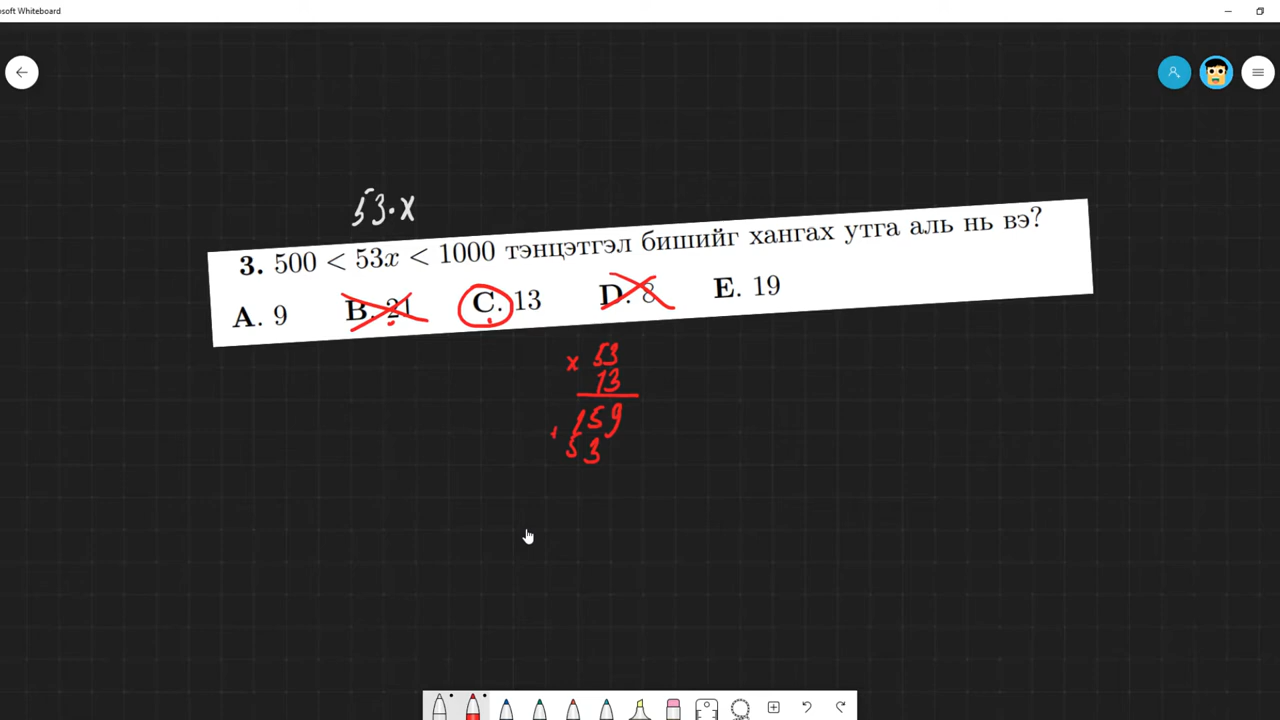 osoft Whiteboard
53·x
3. 500 < 53x < 1000 тэнцэтгэл бишийг хангах утга аль нь вэ?
A. 9 B. 21 C. 13 D. 8 E. 19
x 53
13
159
+ 53